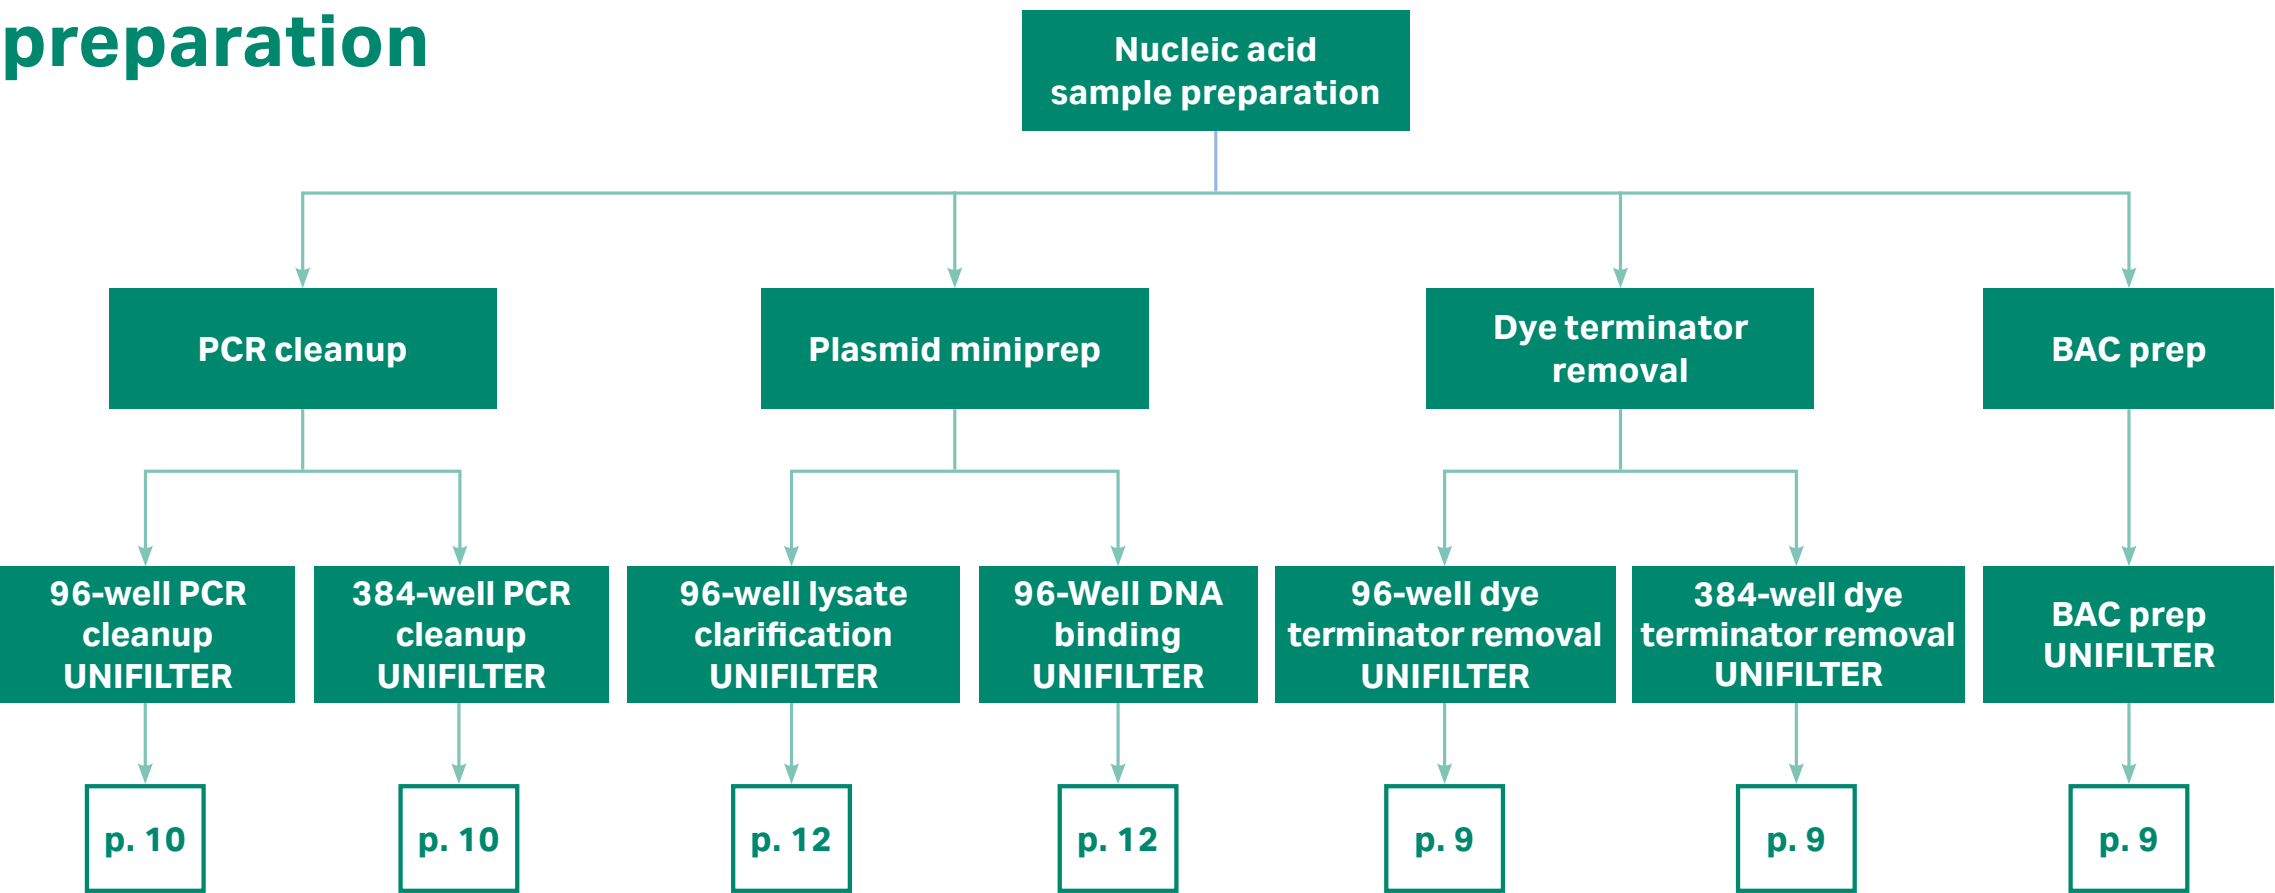 preparation
Nucleic acid
sample preparation
PCR cleanup
Plasmid miniprep
Dye terminator
removal
BAC prep
96-well PCR
cleanup
UNIFILTER
384-well PCR
cleanup
UNIFILTER
96-well lysate
clarification
UNIFILTER
96-Well DNA
binding
UNIFILTER
96-well dye
terminator removal
UNIFILTER
384-well dye
terminator removal
UNIFILTER
BAC prep
UNIFILTER
p. 10
p. 10
p. 12
p. 12
p. 9
p. 9
p. 9